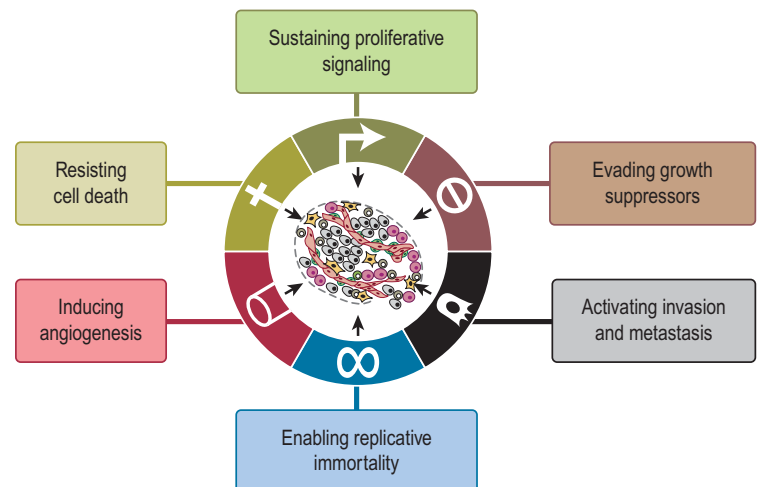 Sustaining proliferative
signaling
Resisting
cell death
Evading growth
suppressors
Inducing
angiogenesis
Activating invasion
and metastasis
Enabling replicative
immortality